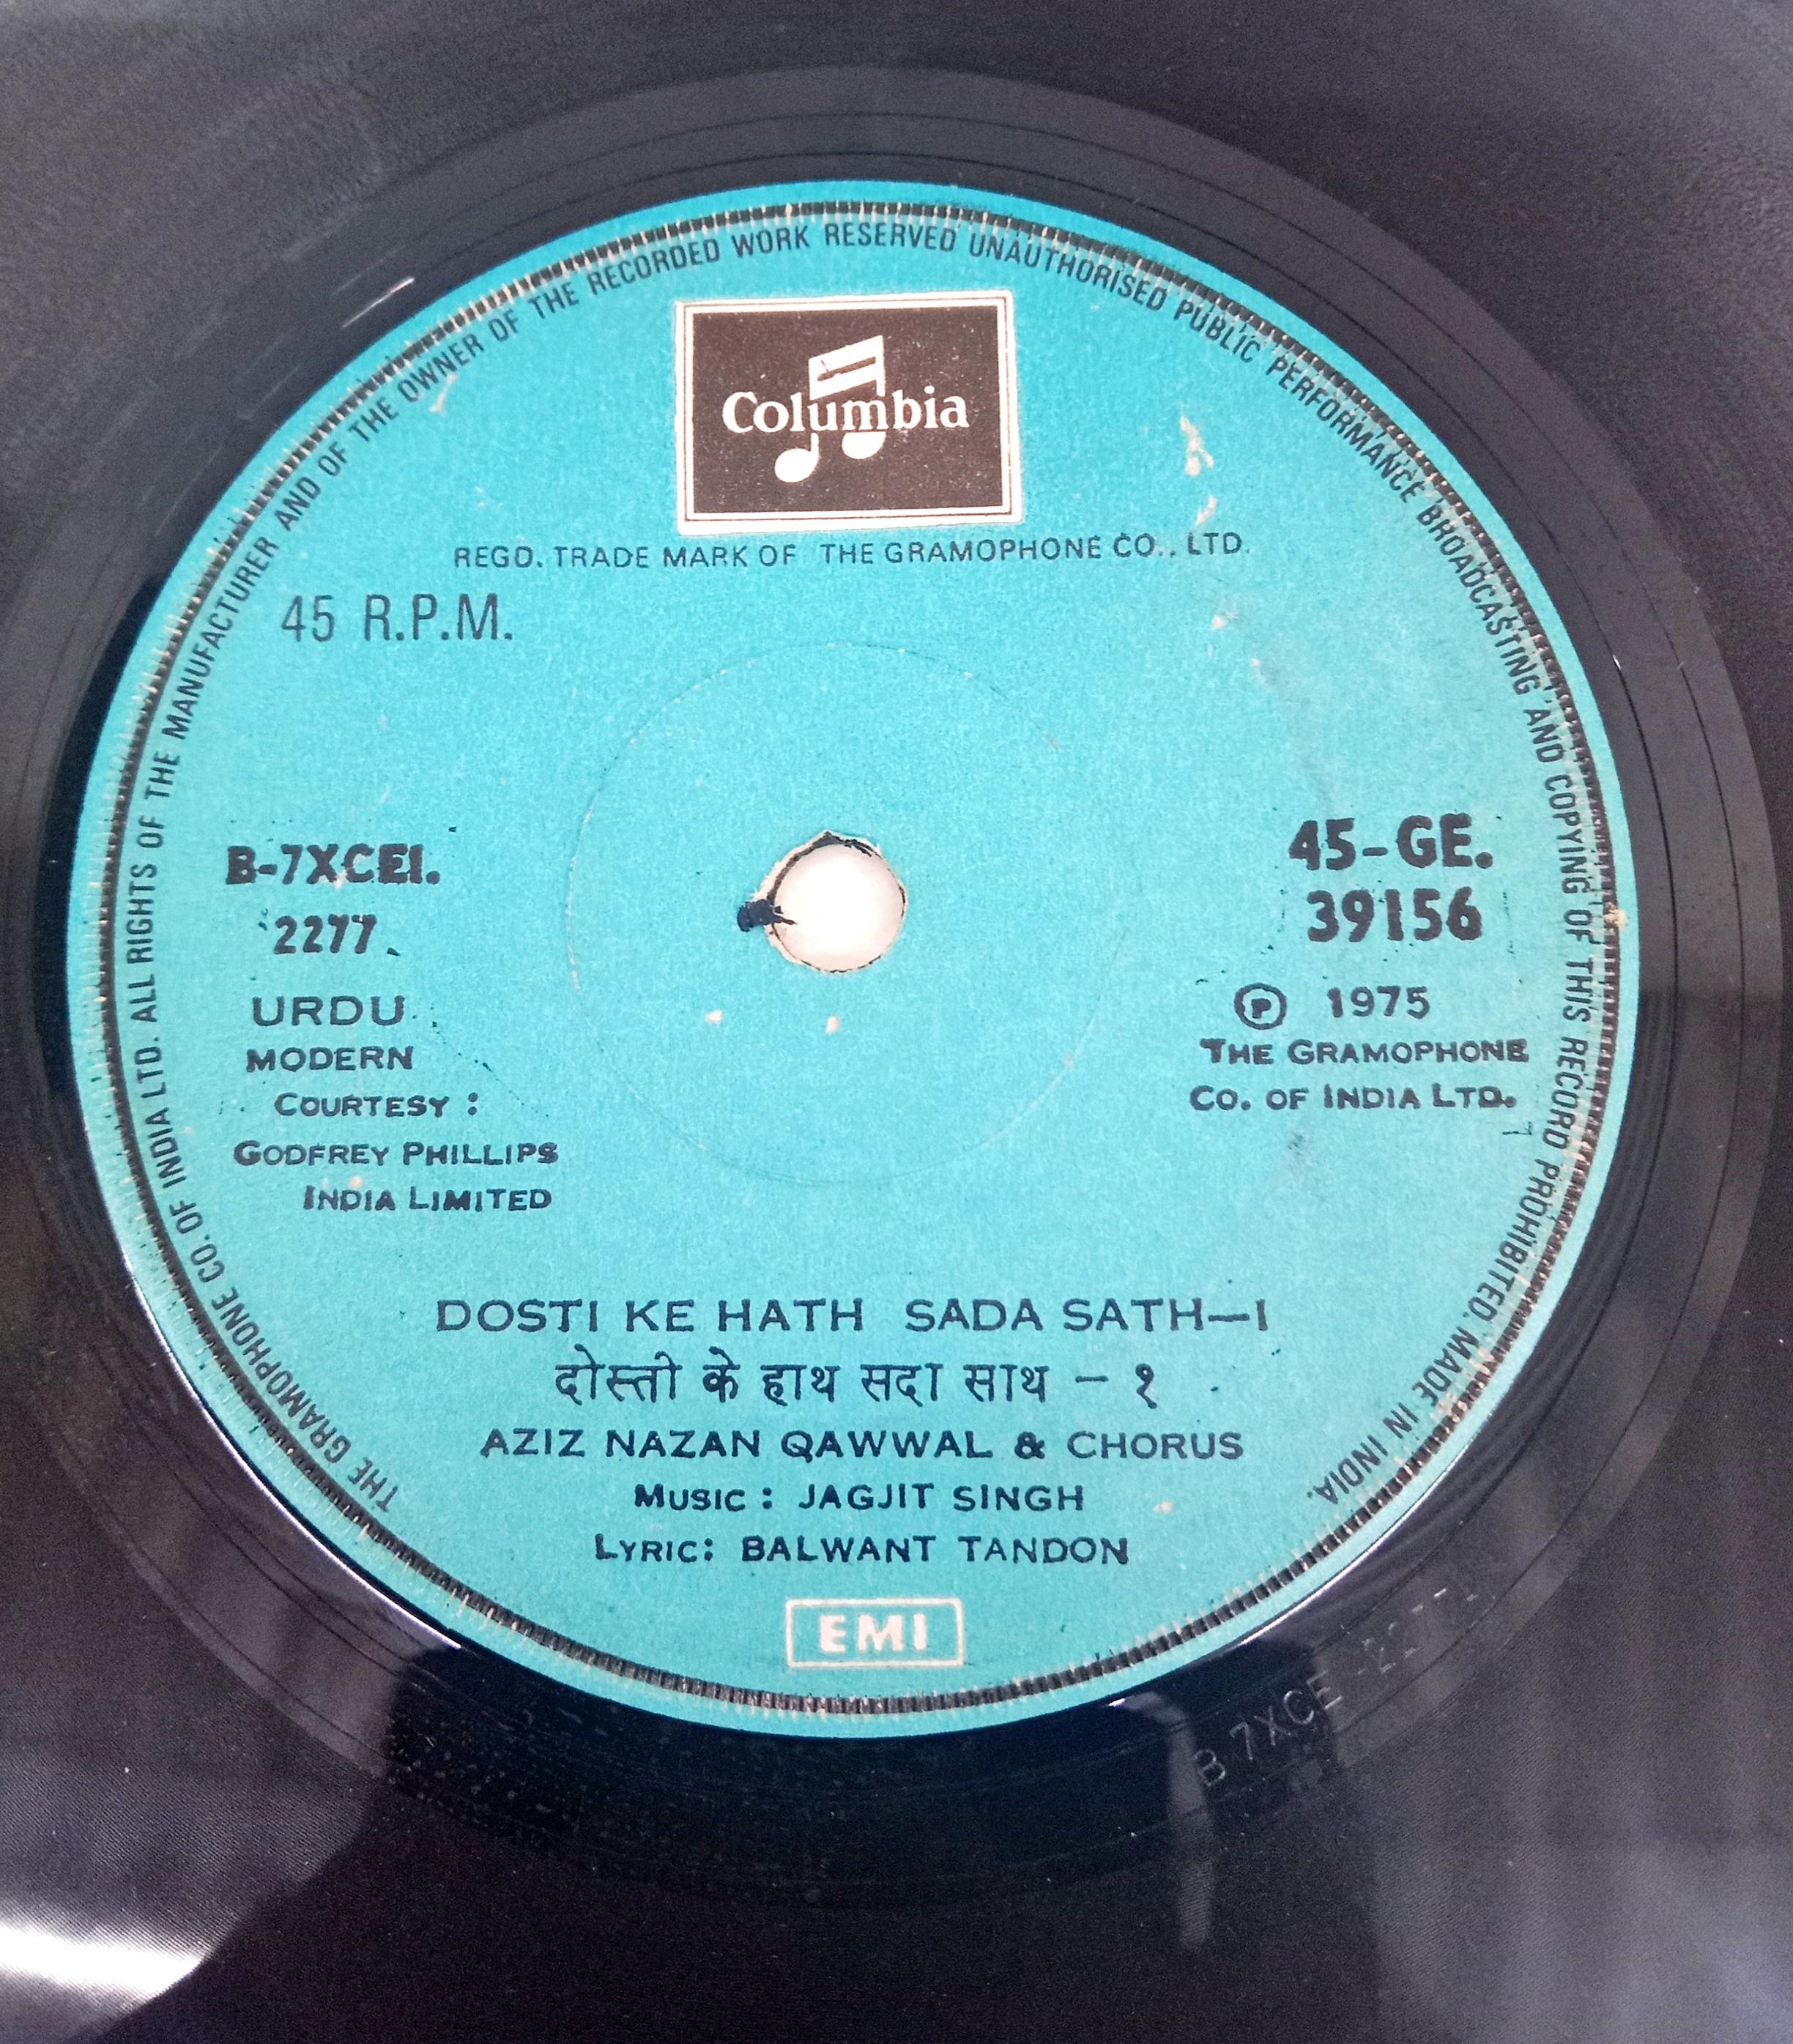 THE GRAMOPHONE CO. OF INDIA LTD. ALL RIGHTS OF THE MANUFACTURER AND OF THE OWNER OF THE RECORDED WORK RESERVED UNAUTHORISED PUBLIC PERFORMANCE BROADCASTING AND COPYING OF THIS RECORD PROHIBITED. MADE IN INDIA.
Columbia
REGD. TRADE MARK OF THE GRAMOPHONE CO., LTD.
45 R.P.M.
B-7XCEI.
2277
URDU
MODERN
COURTESY :
GODFREY PHILLIPS
INDIA LIMITED
45-GE.
39156
Ⓟ 1975
THE GRAMOPHONE
CO. OF INDIA LTD.
DOSTI KE HATH SADA SATH—1
दोस्ती के हाथ सदा साथ – १
AZIZ NAZAN QAWWAL & CHORUS
MUSIC : JAGJIT SINGH
LYRIC: BALWANT TANDON
EMI
B 7XCE